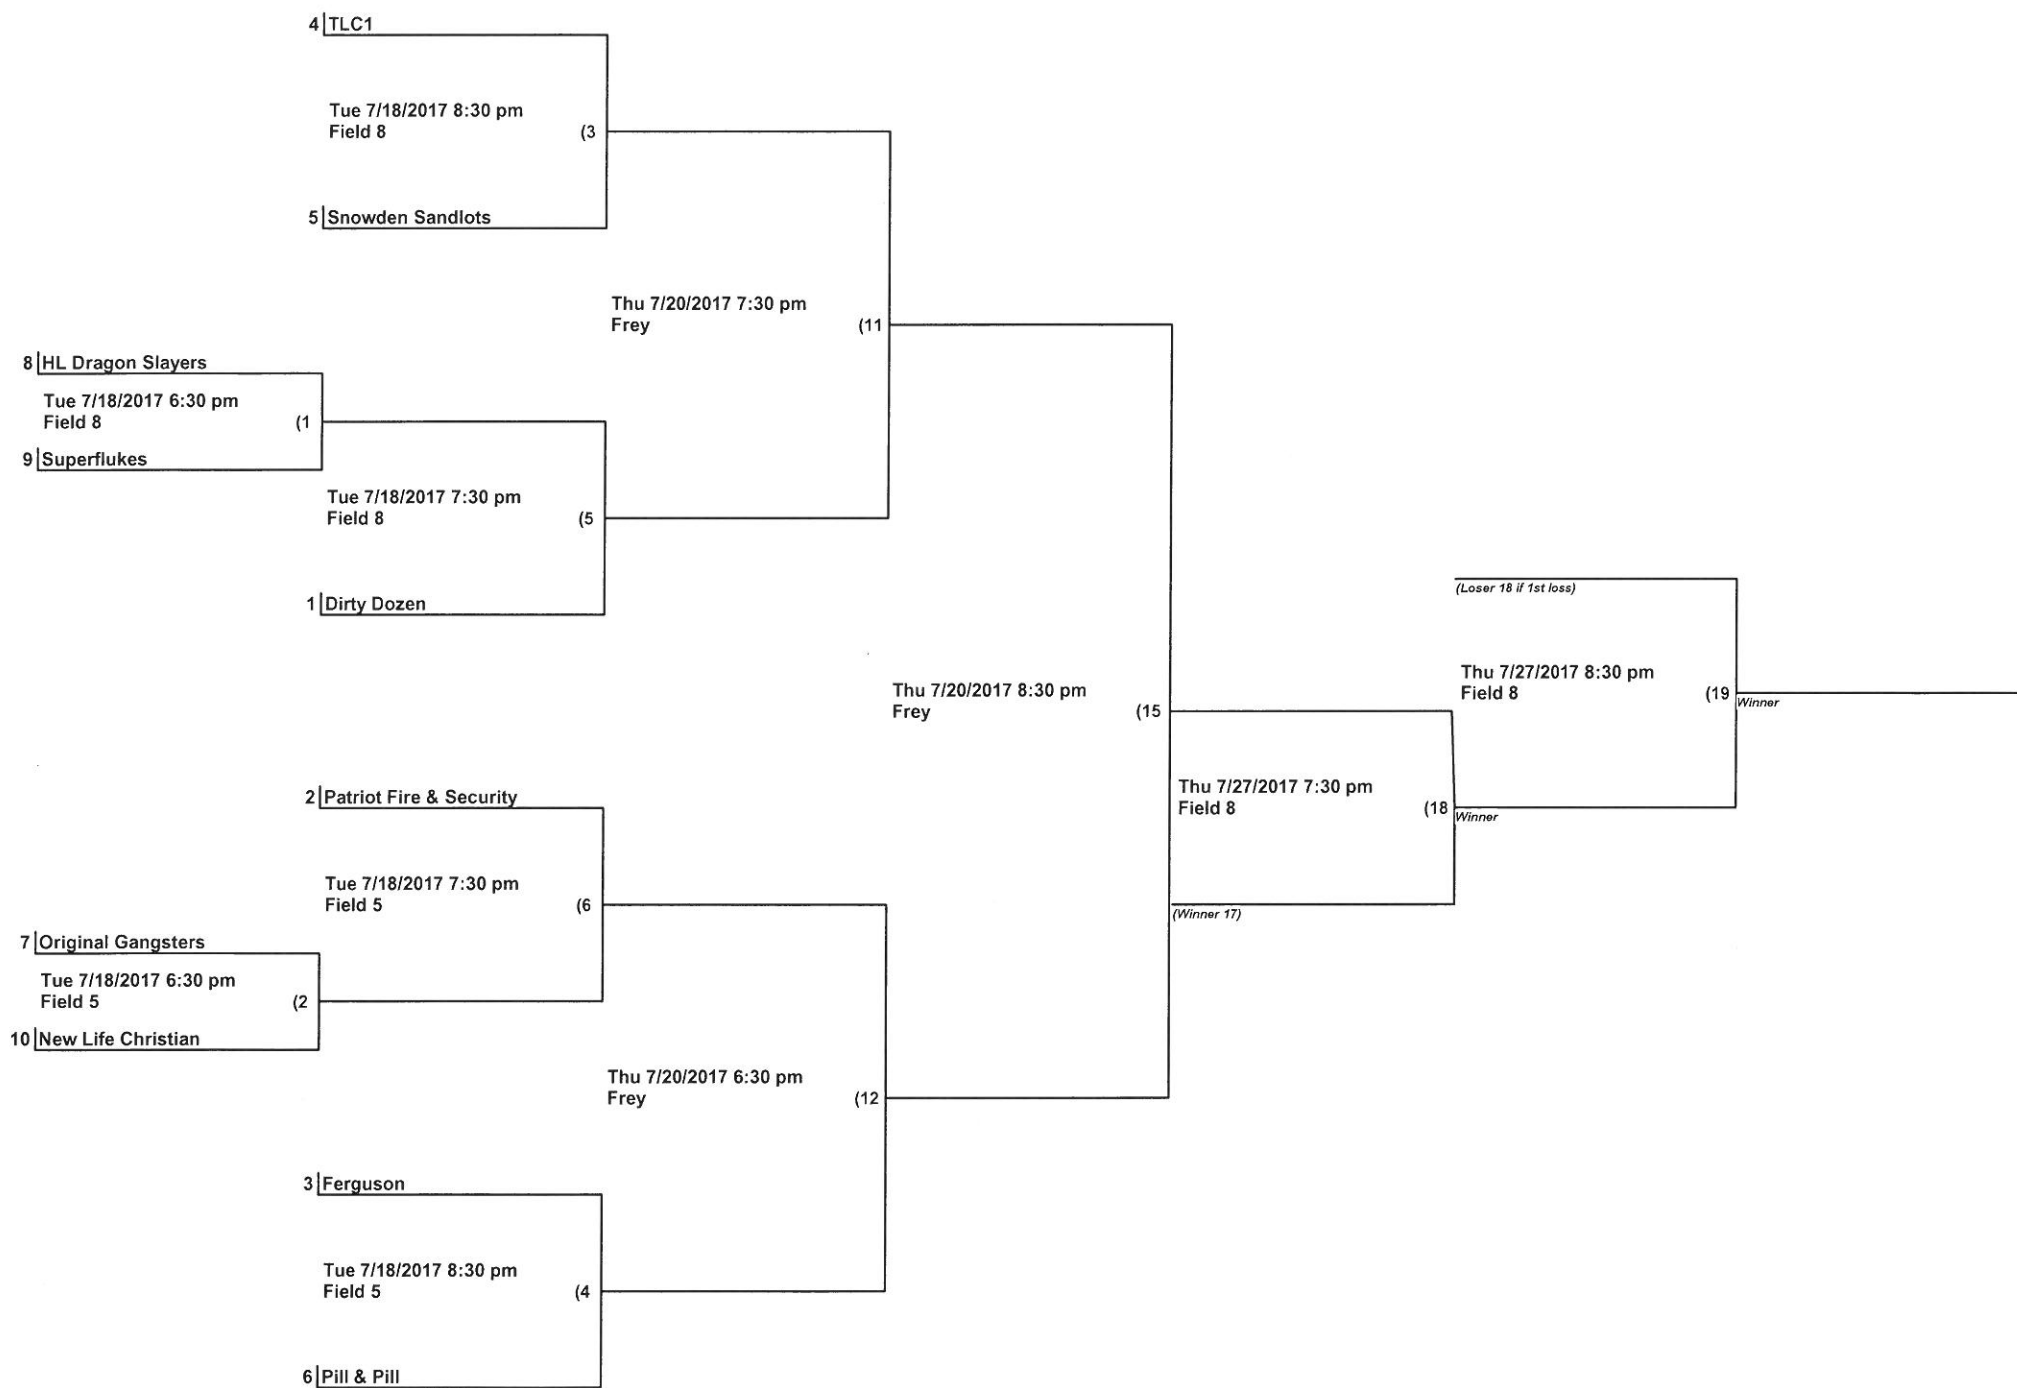 4 TLC1
Tue 7/18/2017 8:30 pm
Field 8
(3
5 Snowden Sandlots
Thu 7/20/2017 7:30 pm
Frey
(11
8 HL Dragon Slayers
Tue 7/18/2017 6:30 pm
Field 8
(1
9 Superflukes
Tue 7/18/2017 7:30 pm
Field 8
(5
1 Dirty Dozen
(Loser 18 if 1st loss)
Thu 7/27/2017 8:30 pm
Field 8
(19
Winner
Thu 7/20/2017 8:30 pm
Frey
(15
Thu 7/27/2017 7:30 pm
Field 8
(18
Winner
(Winner 17)
2 Patriot Fire & Security
Tue 7/18/2017 7:30 pm
Field 5
(6
7 Original Gangsters
Tue 7/18/2017 6:30 pm
Field 5
(2
10 New Life Christian
Thu 7/20/2017 6:30 pm
Frey
(12
3 Ferguson
Tue 7/18/2017 8:30 pm
Field 5
(4
6 Pill & Pill